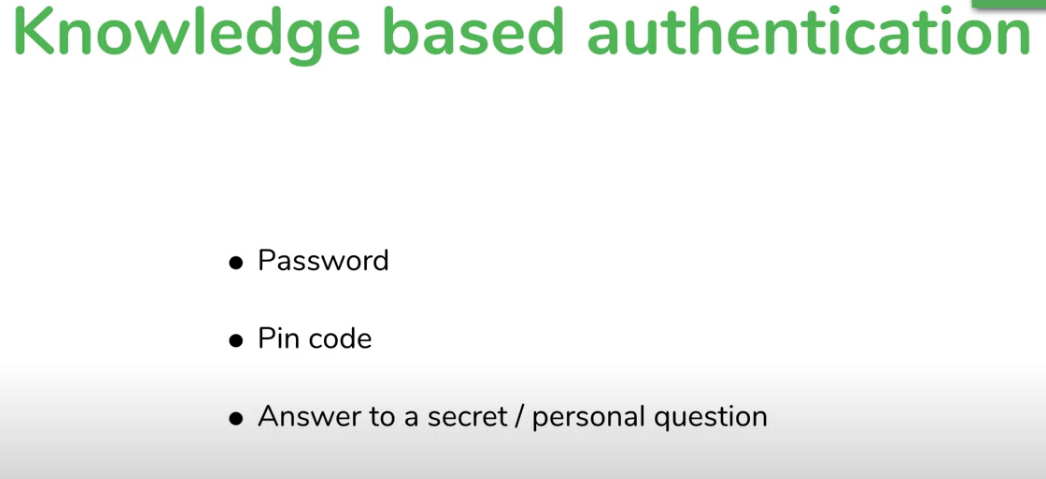 Knowledge based authentication
● Password
● Pin code
● Answer to a secret / personal question